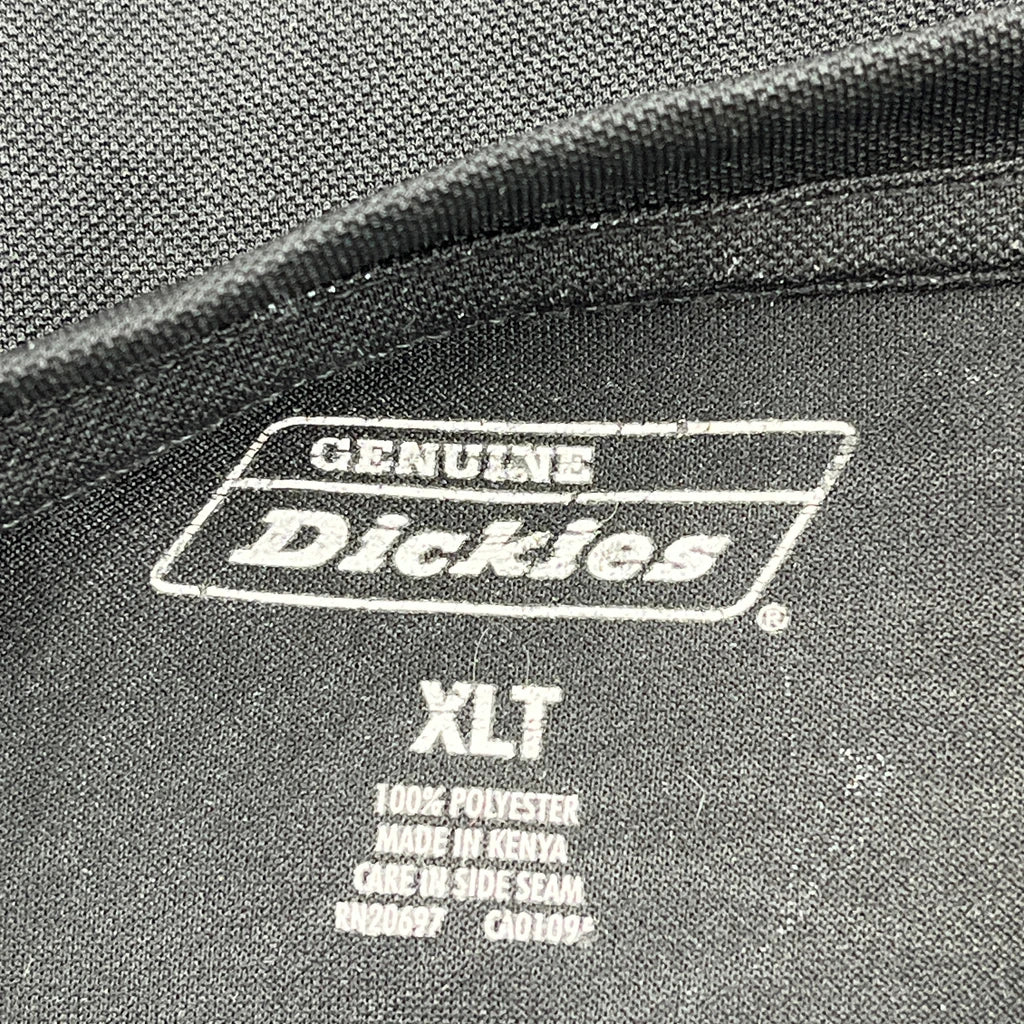 GENUINE
Dickies®
XLT
100% POLYESTER
MADE IN KENYA
CARE IN SIDE SEAM
RN20697